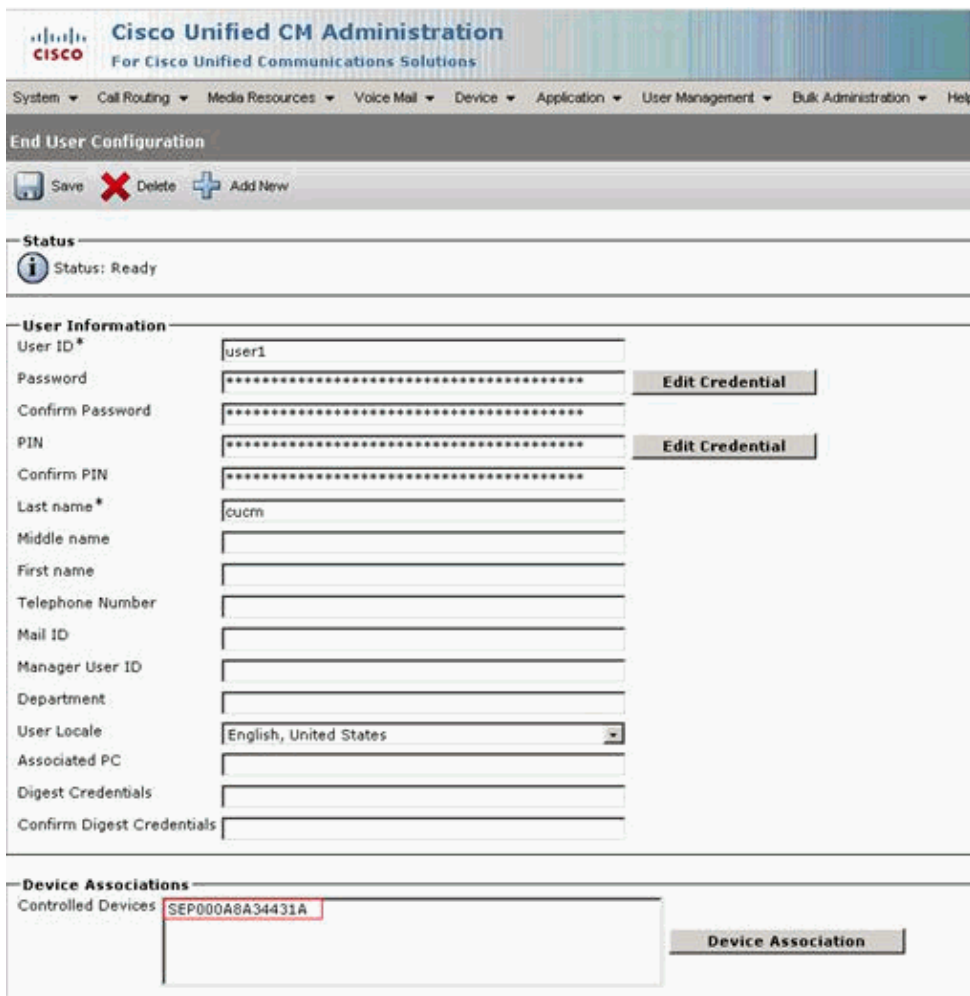 CISCO
Cisco Unified CM Administration
For Cisco Unified Communications Solutions
System Call Routing Media Resources Voice Mail Device Application User Management Bulk Administration Help
End User Configuration
Save Delete Add New
Status
i Status: Ready
User Information
User ID* user1
Password **************************************** Edit Credential
Confirm Password ****************************************
PIN **************************************** Edit Credential
Confirm PIN ****************************************
Last name* cucm
Middle name
First name
Telephone Number
Mail ID
Manager User ID
Department
User Locale English, United States
Associated PC
Digest Credentials
Confirm Digest Credentials
Device Associations
Controlled Devices SEP000A8A34431A
Device Association